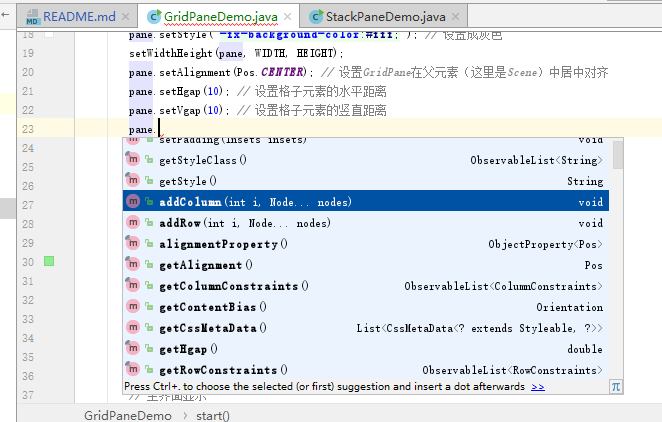 README.md × GridPaneDemo.java × StackPaneDemo.java ×
18 pane.setStyle("-fx-background-color:#fff;"); // 设置成灰色
19 setWidthHeight(pane, WIDTH, HEIGHT);
20 pane.setAlignment(Pos.CENTER); // 设置GridPane在父元素（这里是Scene）中居中对齐
21 pane.setHgap(10); // 设置格子元素的水平距离
22 pane.setVgap(10); // 设置格子元素的竖直距离
23 pane.
24 setPadding(Insets insets) void
25 getStyleClass() ObservableList<String>
26 getStyle() String
27 addColumn(int i, Node... nodes) void
28 addRow(int i, Node... nodes) void
29 alignmentProperty() ObjectProperty<Pos>
30 getAlignment() Pos
31 getColumnConstraints() ObservableList<ColumnConstraints>
32 getContentBias() Orientation
33 getCssMetaData() List<CssMetaData<? extends Styleable, ?>>
34 getHgap() double
35 getRowConstraints() ObservableList<RowConstraints>
36 Press Ctrl+. to choose the selected (or first) suggestion and insert a dot afterwards >> π
37 // 主界面显示
GridPaneDemo › start()